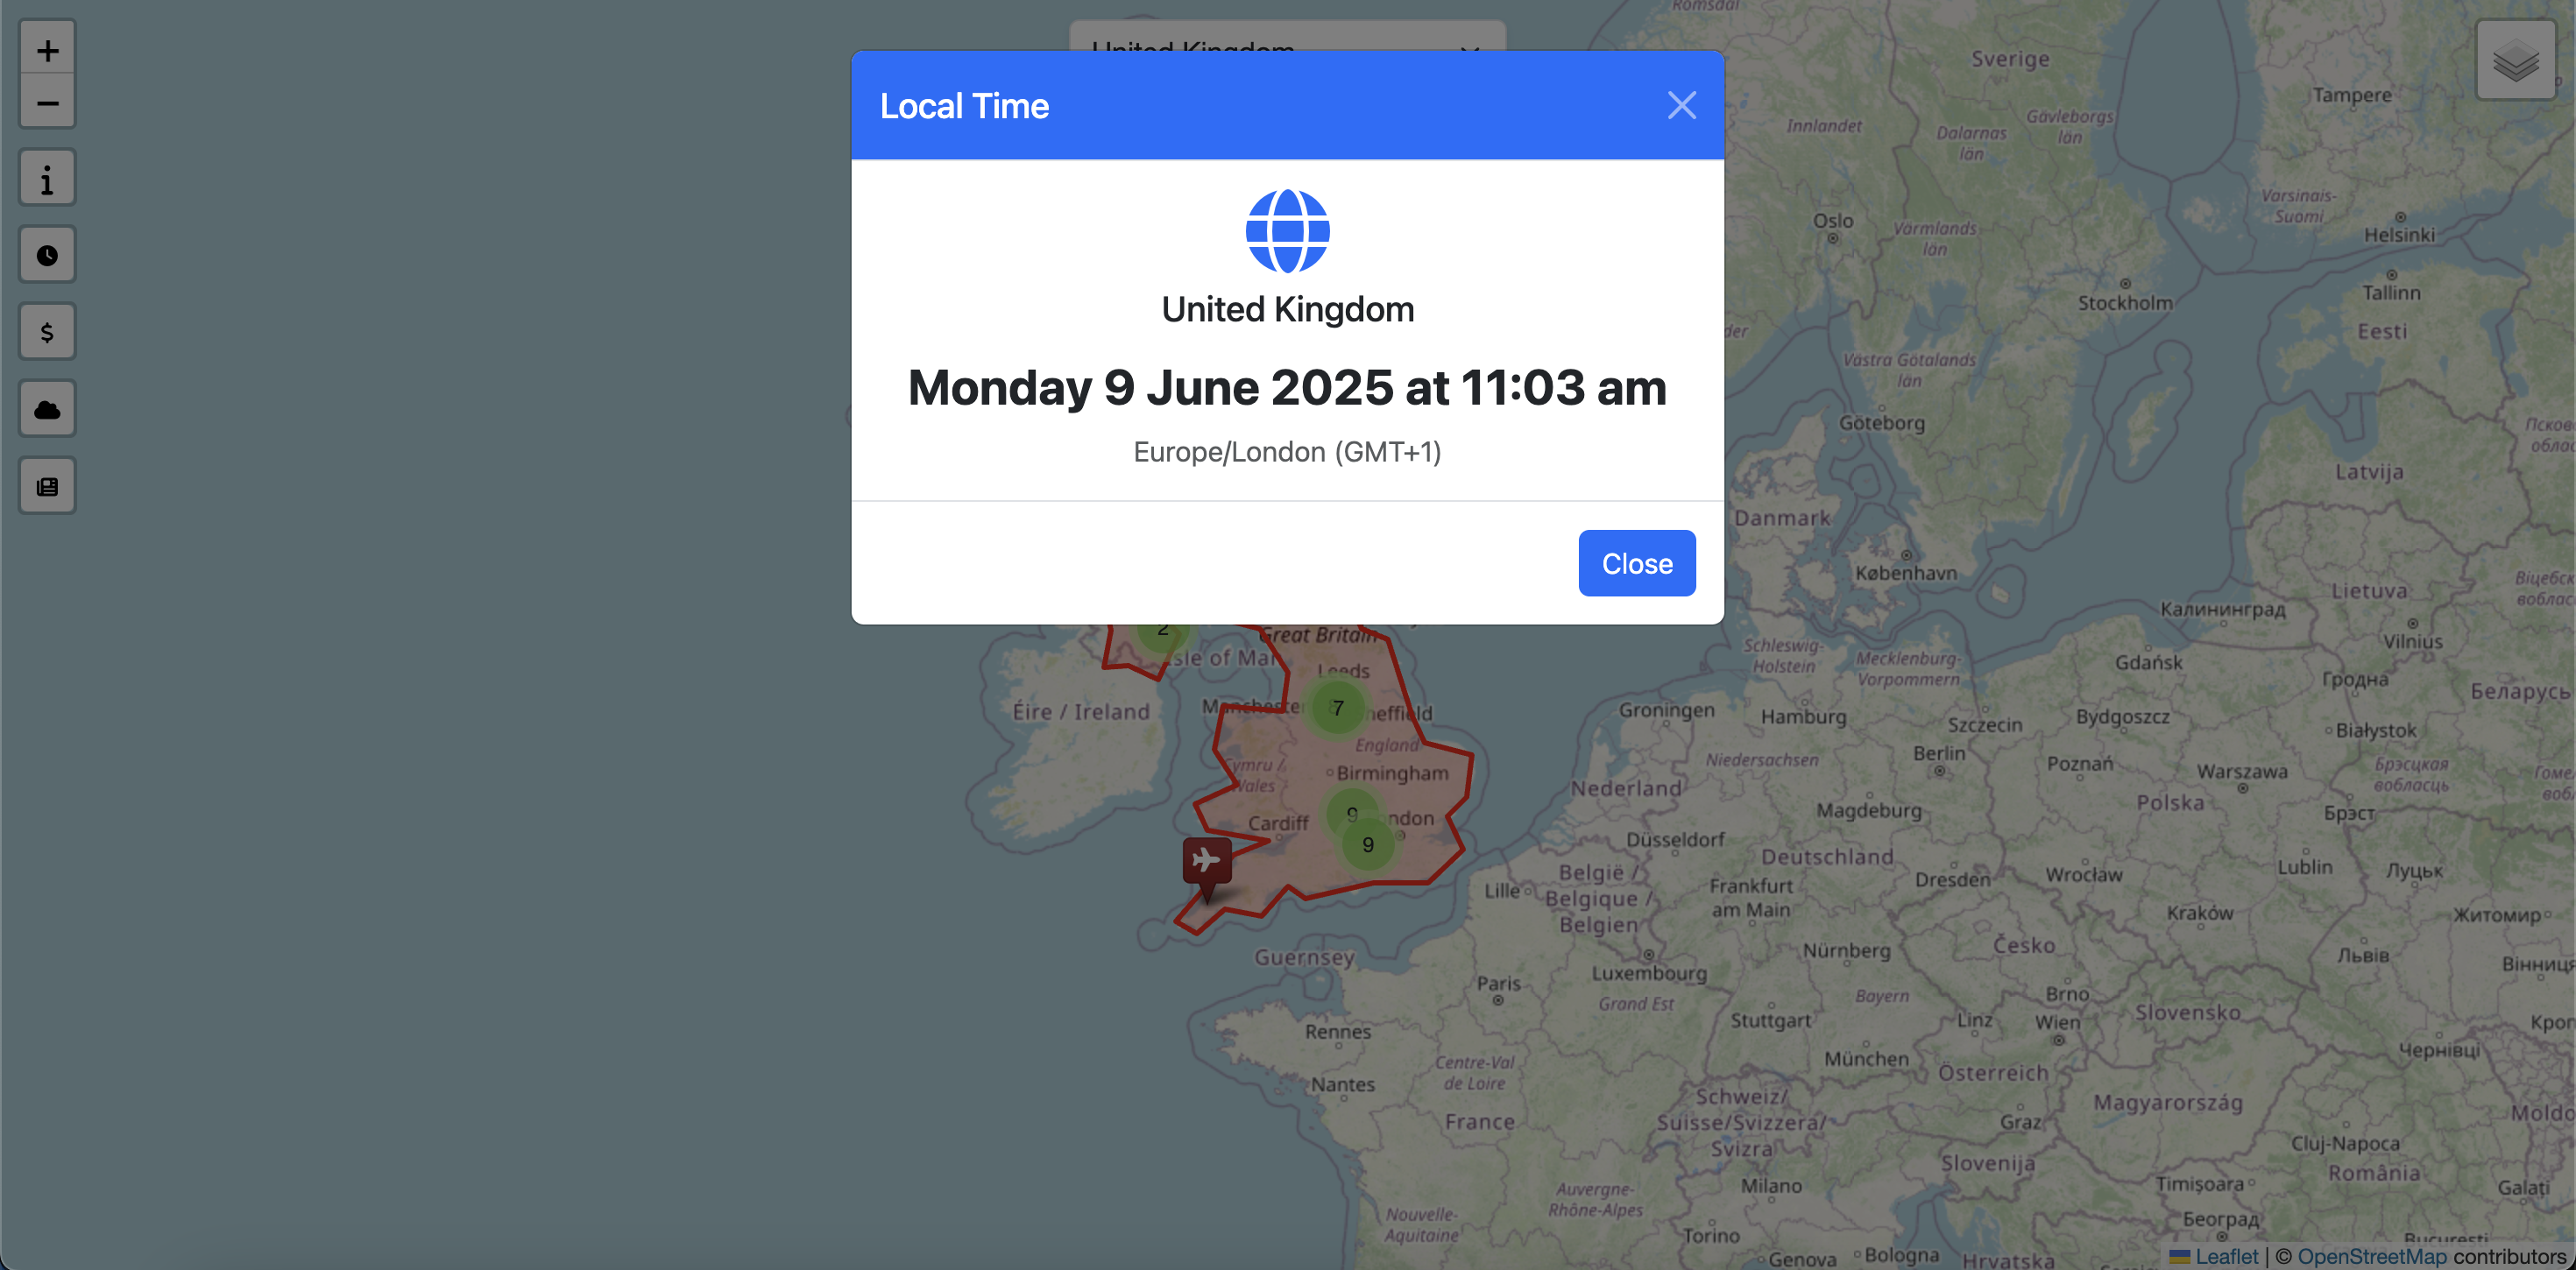 +
−
i
$
United Kingdom
Local Time
United Kingdom
Monday 9 June 2025 at 11:03 am
Europe/London (GMT+1)
Close
Romsdal
Sverige
Tampere
Innlandet
Dalarnas
län
Gävleborgs
län
Varsinais-
Suomi
Oslo
Värmlands
län
Helsinki
Stockholm
Tallinn
Eesti
Västra Götalands
län
Göteborg
Latvija
Danmark
København
Lietuva
Калининград
Vilnius
Great Britain
Isle of Man
Leeds
2
Schleswig-
Holstein
Mecklenburg-
Vorpommern
Gdańsk
Гродна
Беларусь
Éire / Ireland
Manchester
7
Sheffield
England
Groningen
Hamburg
Szczecin
Bydgoszcz
Białystok
Niedersachsen
Berlin
Poznań
Warszawa
Брэсцкая
вобласць
Cymru /
Wales
Birmingham
Nederland
Magdeburg
Polska
Брэст
Cardiff
9
London
9
Düsseldorf
Deutschland
Dresden
Wrocław
Lublin
Луцьк
Lille
België /
Belgique /
Belgien
Frankfurt
am Main
Kraków
Житомир
Guernsey
Nürnberg
Česko
Львів
Paris
Luxembourg
Grand Est
Bayern
Brno
Rennes
Stuttgart
Linz
Wien
Slovensko
München
Österreich
Чернівці
Centre-Val
de Loire
Nantes
France
Schweiz/
Suisse/Svizzera/
Svizra
Graz
Magyarország
Cluj-Napoca
Slovenija
România
Milano
Timișoara
Galați
Auvergne-
Rhône-Alpes
Nouvelle-
Aquitaine
Torino
Београд
Genova
Bologna
Hrvatska
București
Leaflet | © OpenStreetMap contributors